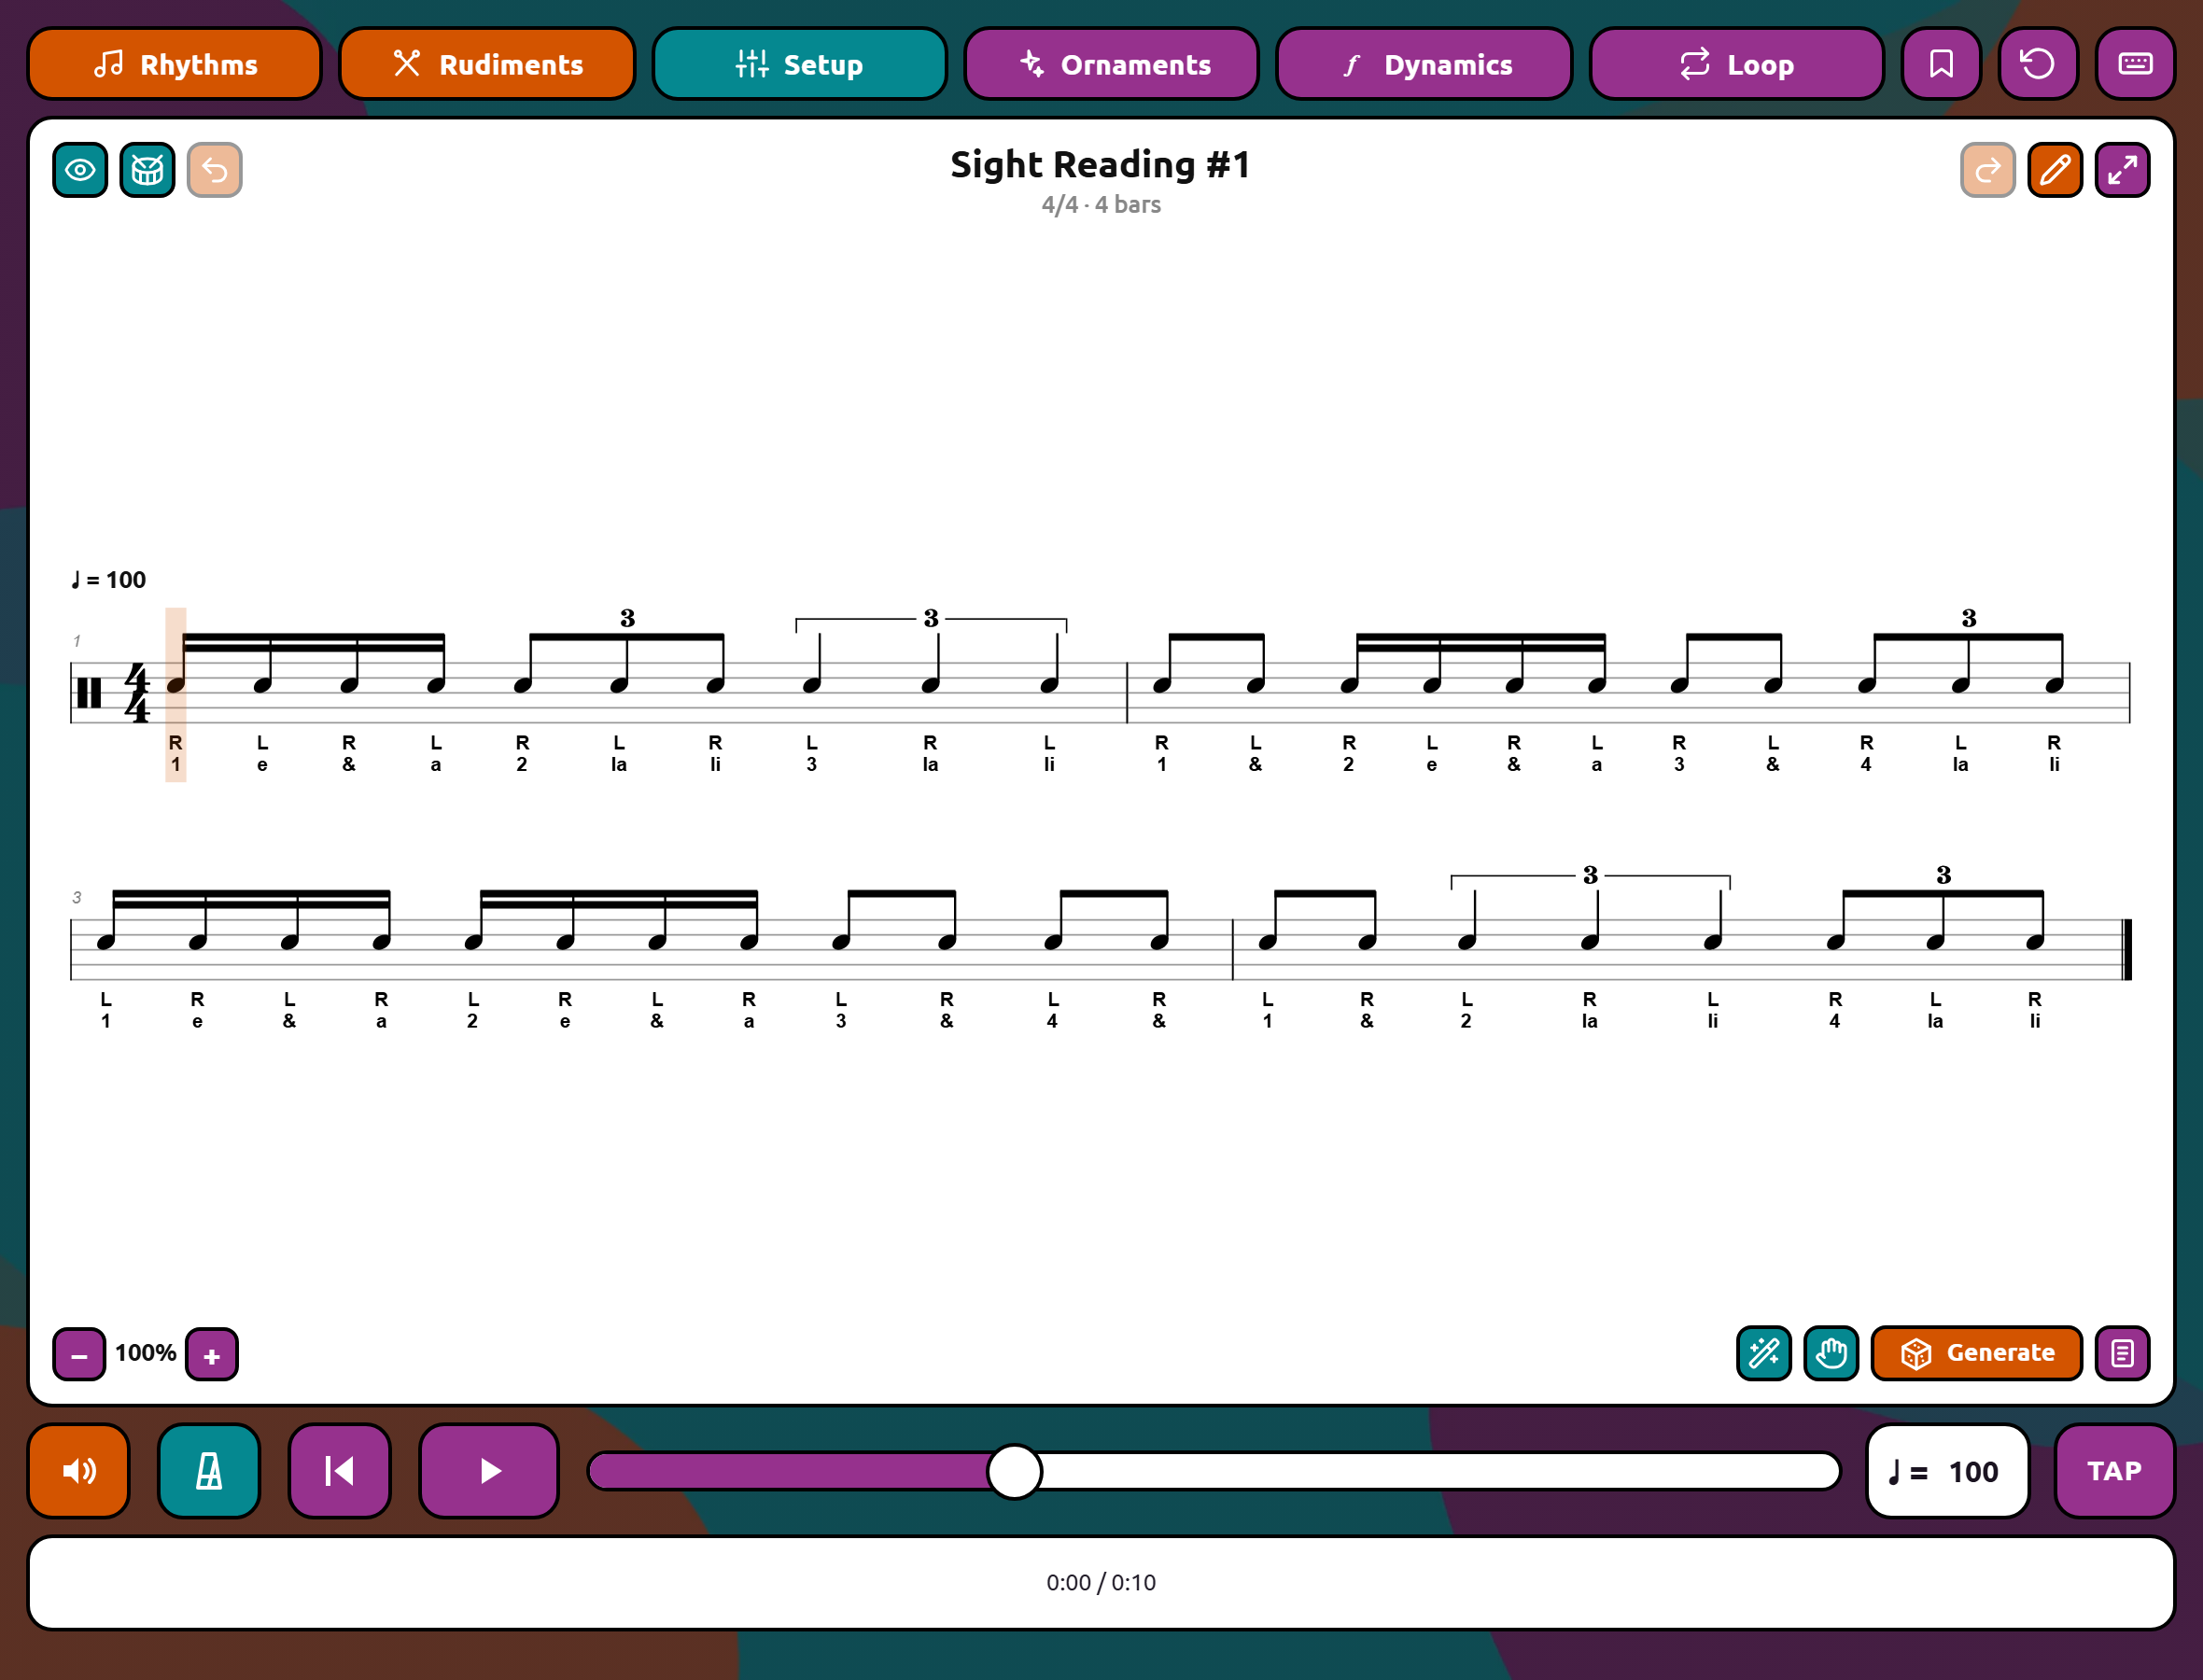 Rhythms Rudiments Setup Ornaments f Dynamics Loop
Sight Reading #1
4/4 · 4 bars
♩ = 100
3 3 3
1
4
4
R L R L R L R L R L R L R L R L R L R L R
1 e & a 2 la li 3 la li 1 & 2 e & a 3 & 4 la li
3 3
3
L R L R L R L R L R L R L R L R L R L R
1 e & a 2 e & a 3 & 4 & 1 & 2 la li 4 la li
− 100% + Generate
♩ = 100 TAP
0:00 / 0:10